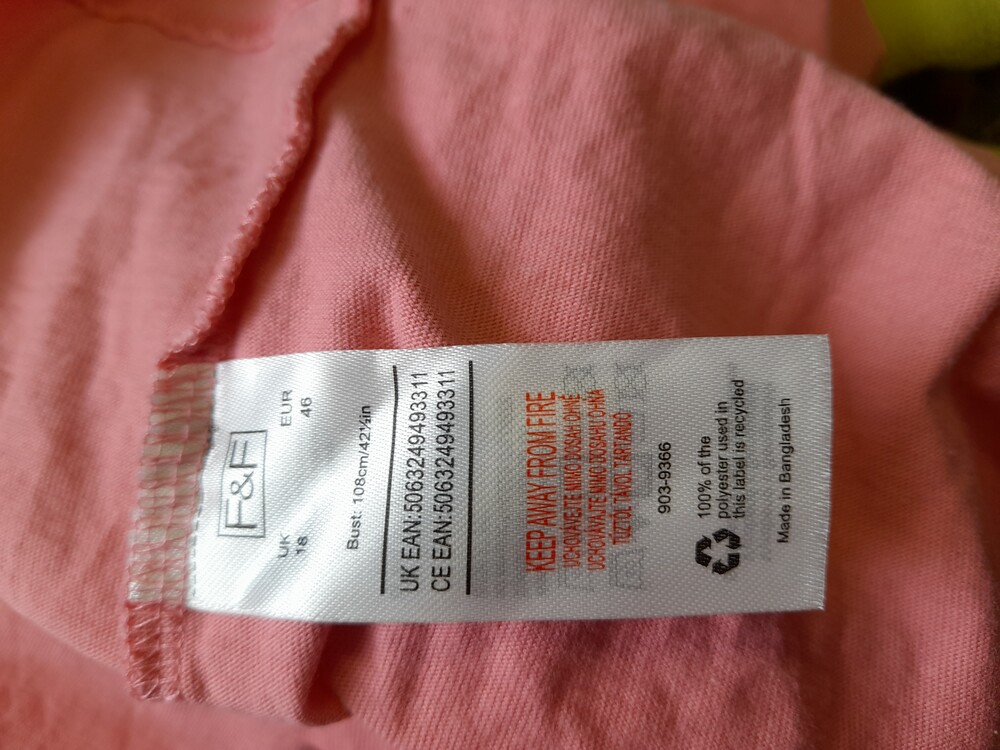 F&F
UK EUR
18 46
Bust: 108cm/42½in
UK EAN:5063249493311
CE EAN:5063249493311
KEEP AWAY FROM FIRE
UCHOVÁVEJTE MIMO DOSAH OHNĚ
UCHOVÁVAJTE MIMO DOSAHU OHŇA
TŰZTŐL TÁVOL TARTANDÓ
903-9366
100% of the
polyester used in
this label is recycled
Made in Bangladesh